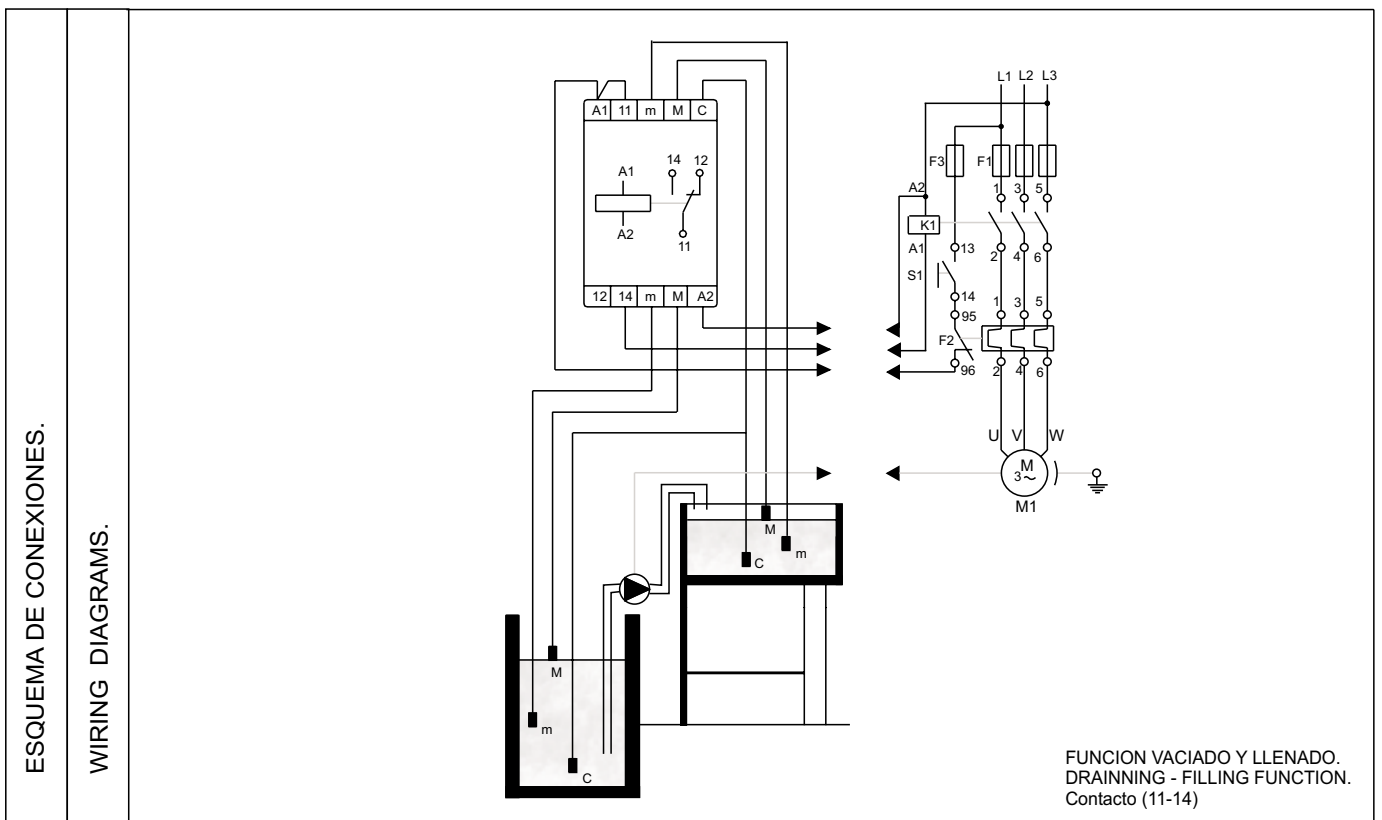 ESQUEMA DE CONEXIONES.
WIRING DIAGRAMS.
A1 11 m M C
A1
A2
14 12
11
12 14 m M A2
M
m
C
M
m
C
L1 L2 L3
F3
F1
A2
1 3 5
K1
A1
13
2 4 6
S1
14
95
1 3 5
F2
96
2 4 6
U V W
M
3~
M1
FUNCION VACIADO Y LLENADO.
DRAINNING - FILLING FUNCTION.
Contacto (11-14)